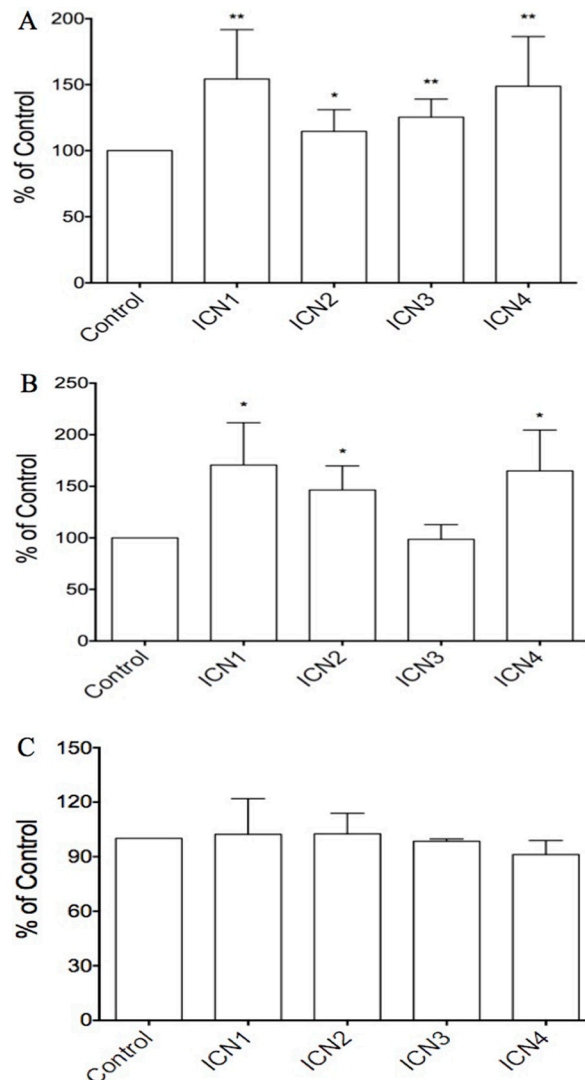 A
% of Control
200
150
100
50
0
**
*
**
**
Control
ICN1
ICN2
ICN3
ICN4
B
% of Control
250
200
150
100
50
0
*
*
*
Control
ICN1
ICN2
ICN3
ICN4
C
% of Control
150
120
90
60
30
0
Control
ICN1
ICN2
ICN3
ICN4